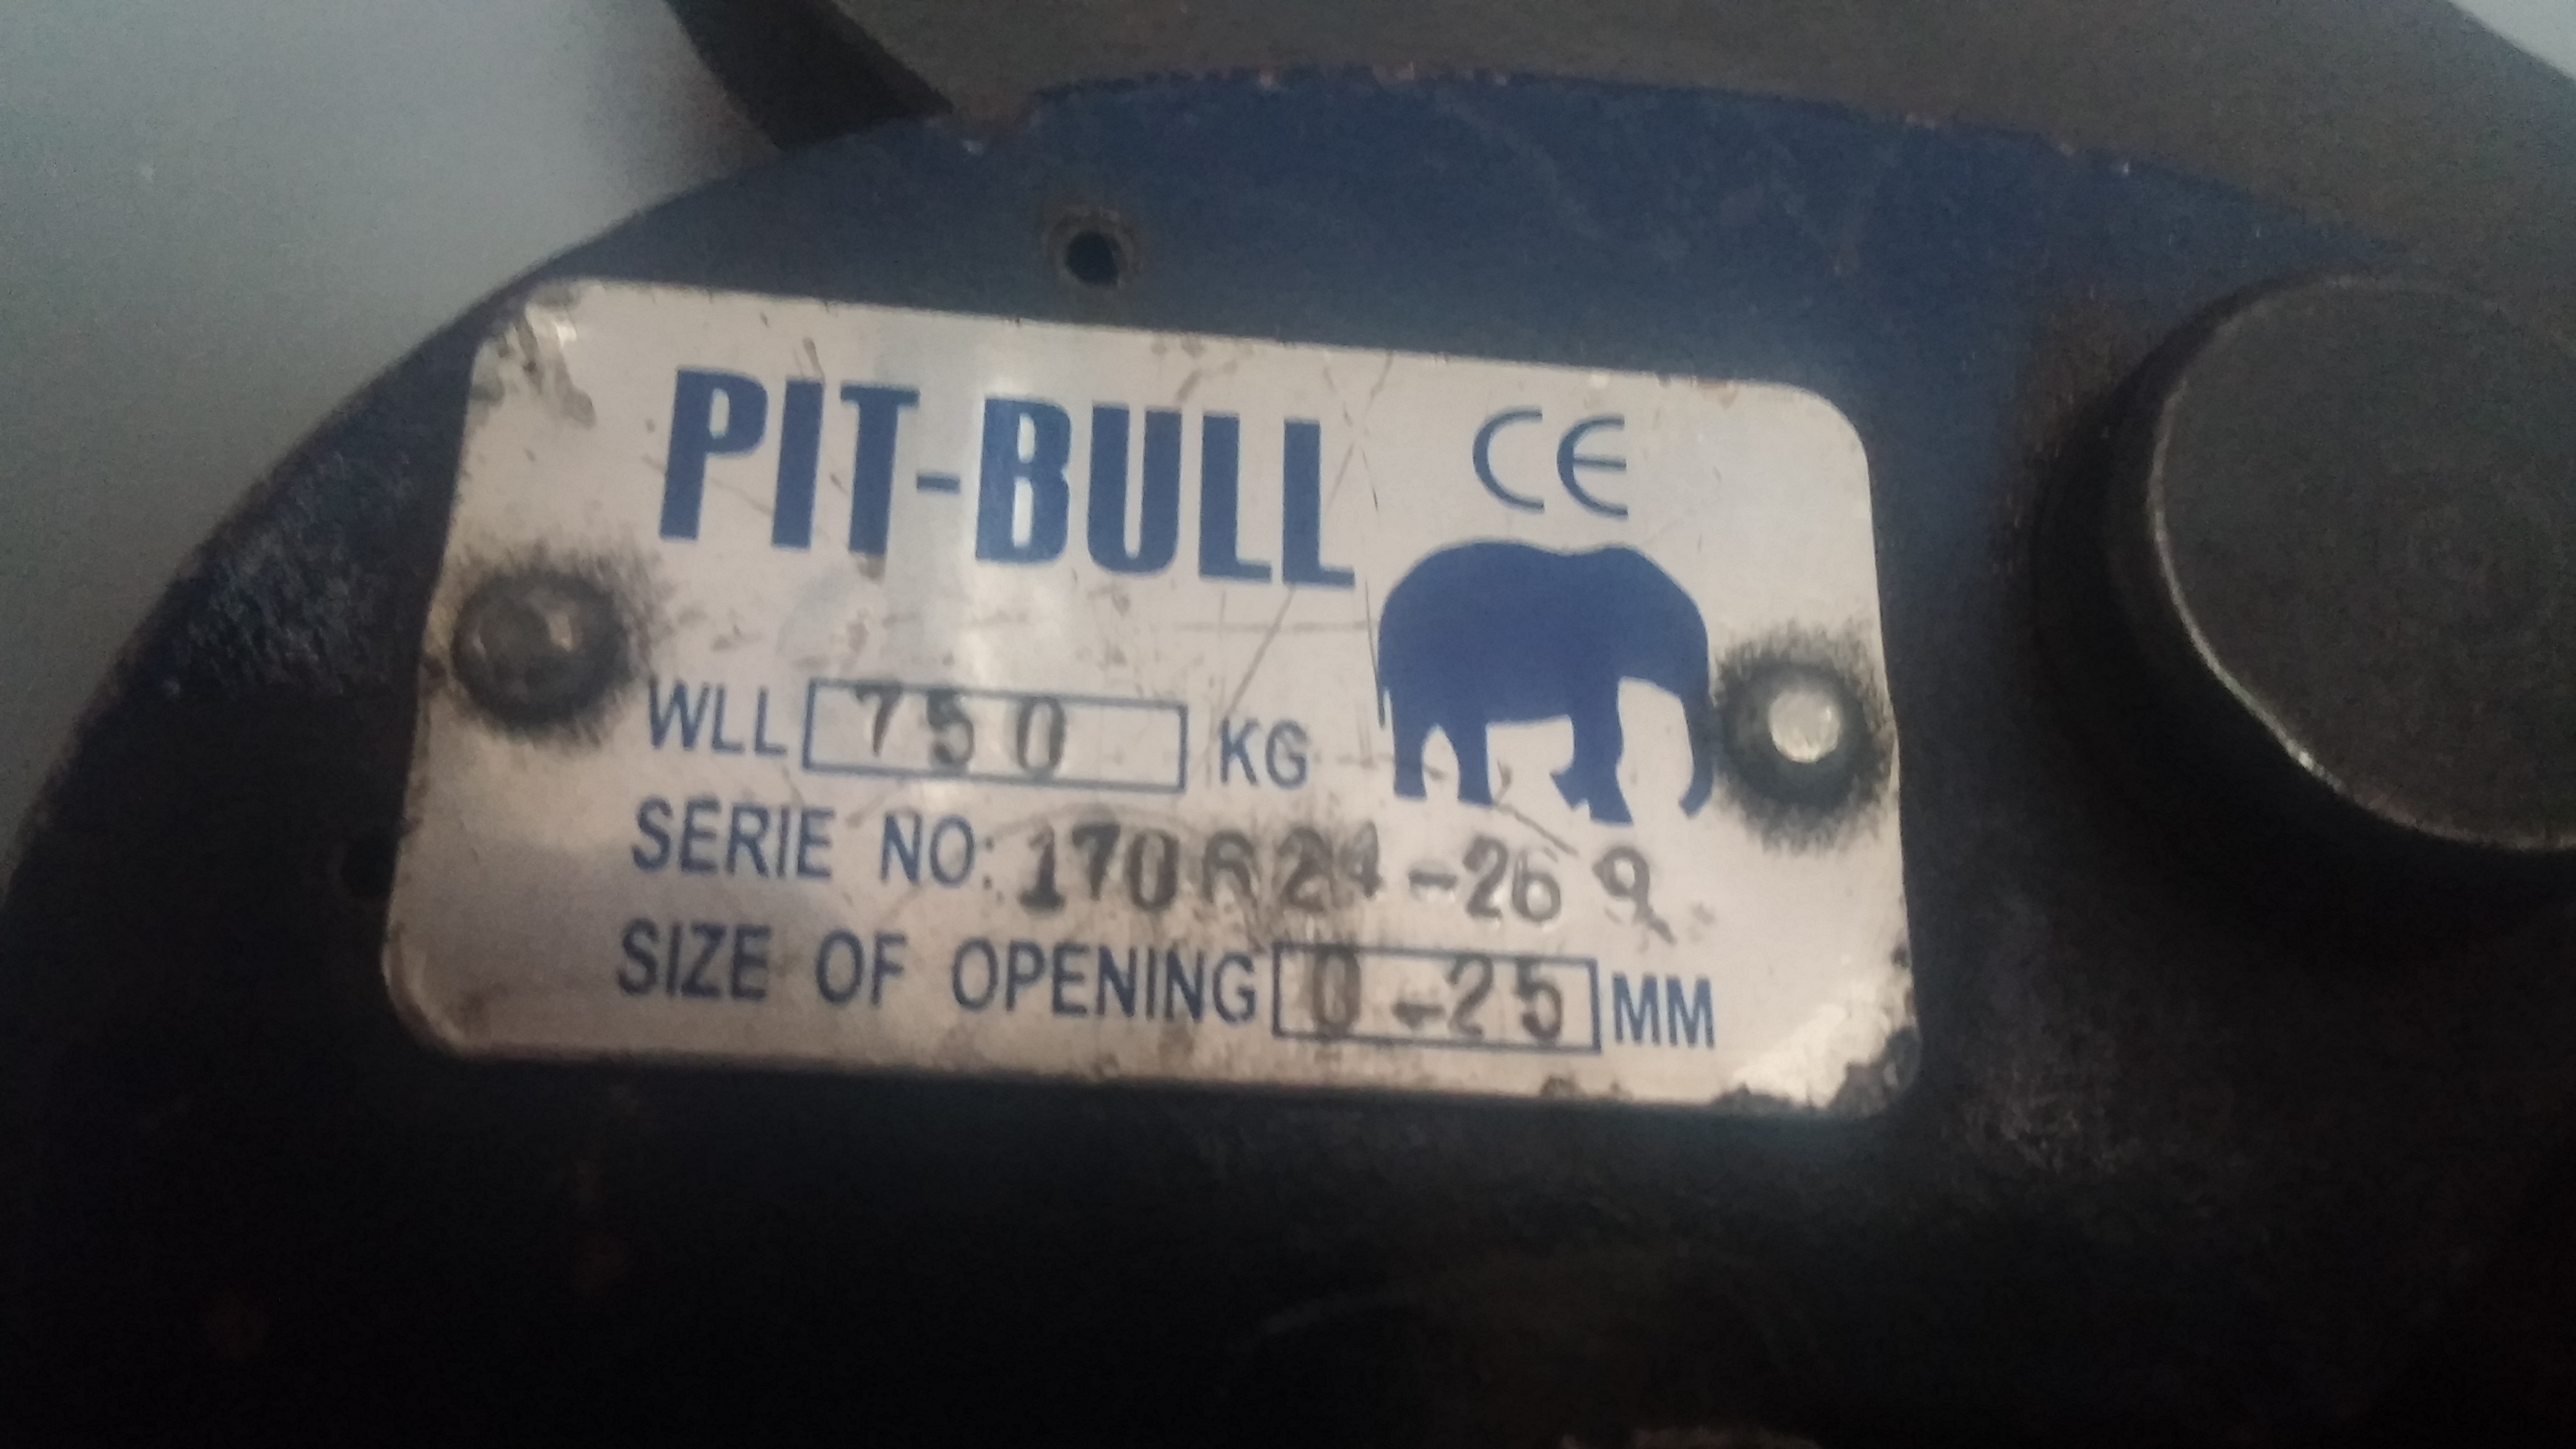 PIT-BULL CE
WLL 750 KG
SERIE NO: 170624-269
SIZE OF OPENING 0-25 MM